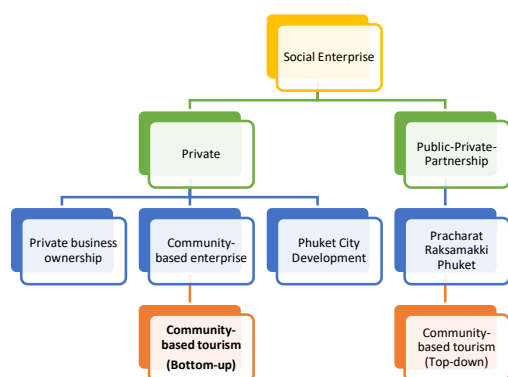 Social Enterprise
Private
Public-Private-
Partnership
Private business
ownership
Community-
based enterprise
Phuket City
Development
Pracharat
Raksamakki
Phuket
Community-
based tourism
(Bottom-up)
Community-
based tourism
(Top-down)